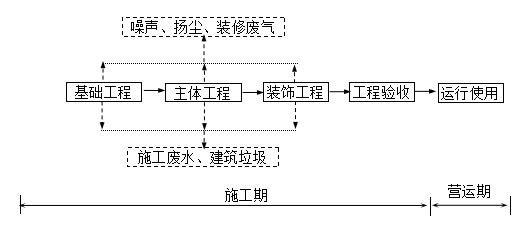 噪声、扬尘、装修废气
基础工程
主体工程
装饰工程
工程验收
运行使用
施工废水、建筑垃圾
施工期
营运期